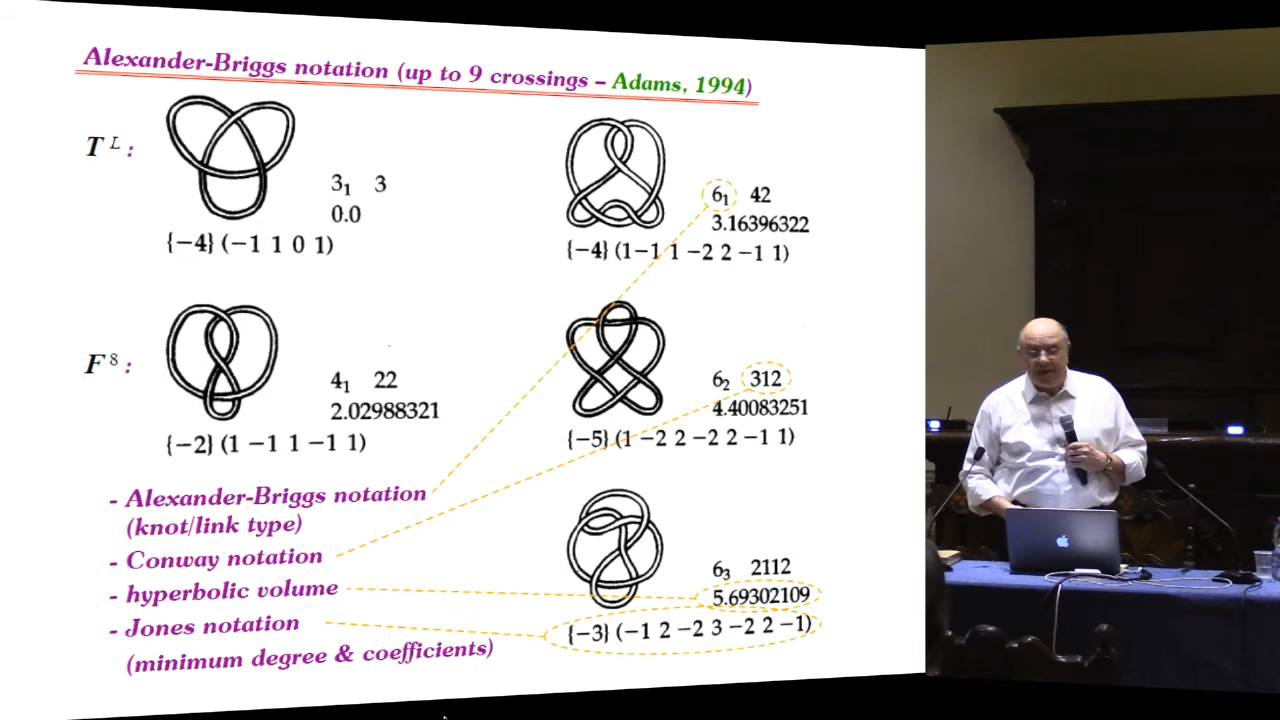 Alexander-Briggs notation (up to 9 crossings – Adams, 1994)
T L :
3₁ 3
0.0
{−4} (−1 1 0 1)
6₁ 42
3.16396322
{−4} (1−1 1 −2 2 −1 1)
F 8 :
4₁ 22
2.02988321
{−2} (1 −1 1 −1 1)
6₂ 312
4.40083251
{−5} (1 −2 2 −2 2 −1 1)
- Alexander-Briggs notation
(knot/link type)
- Conway notation
- hyperbolic volume
- Jones notation
(minimum degree & coefficients)
6₃ 2112
5.69302109
{−3} (−1 2 −2 3 −2 2 −1)